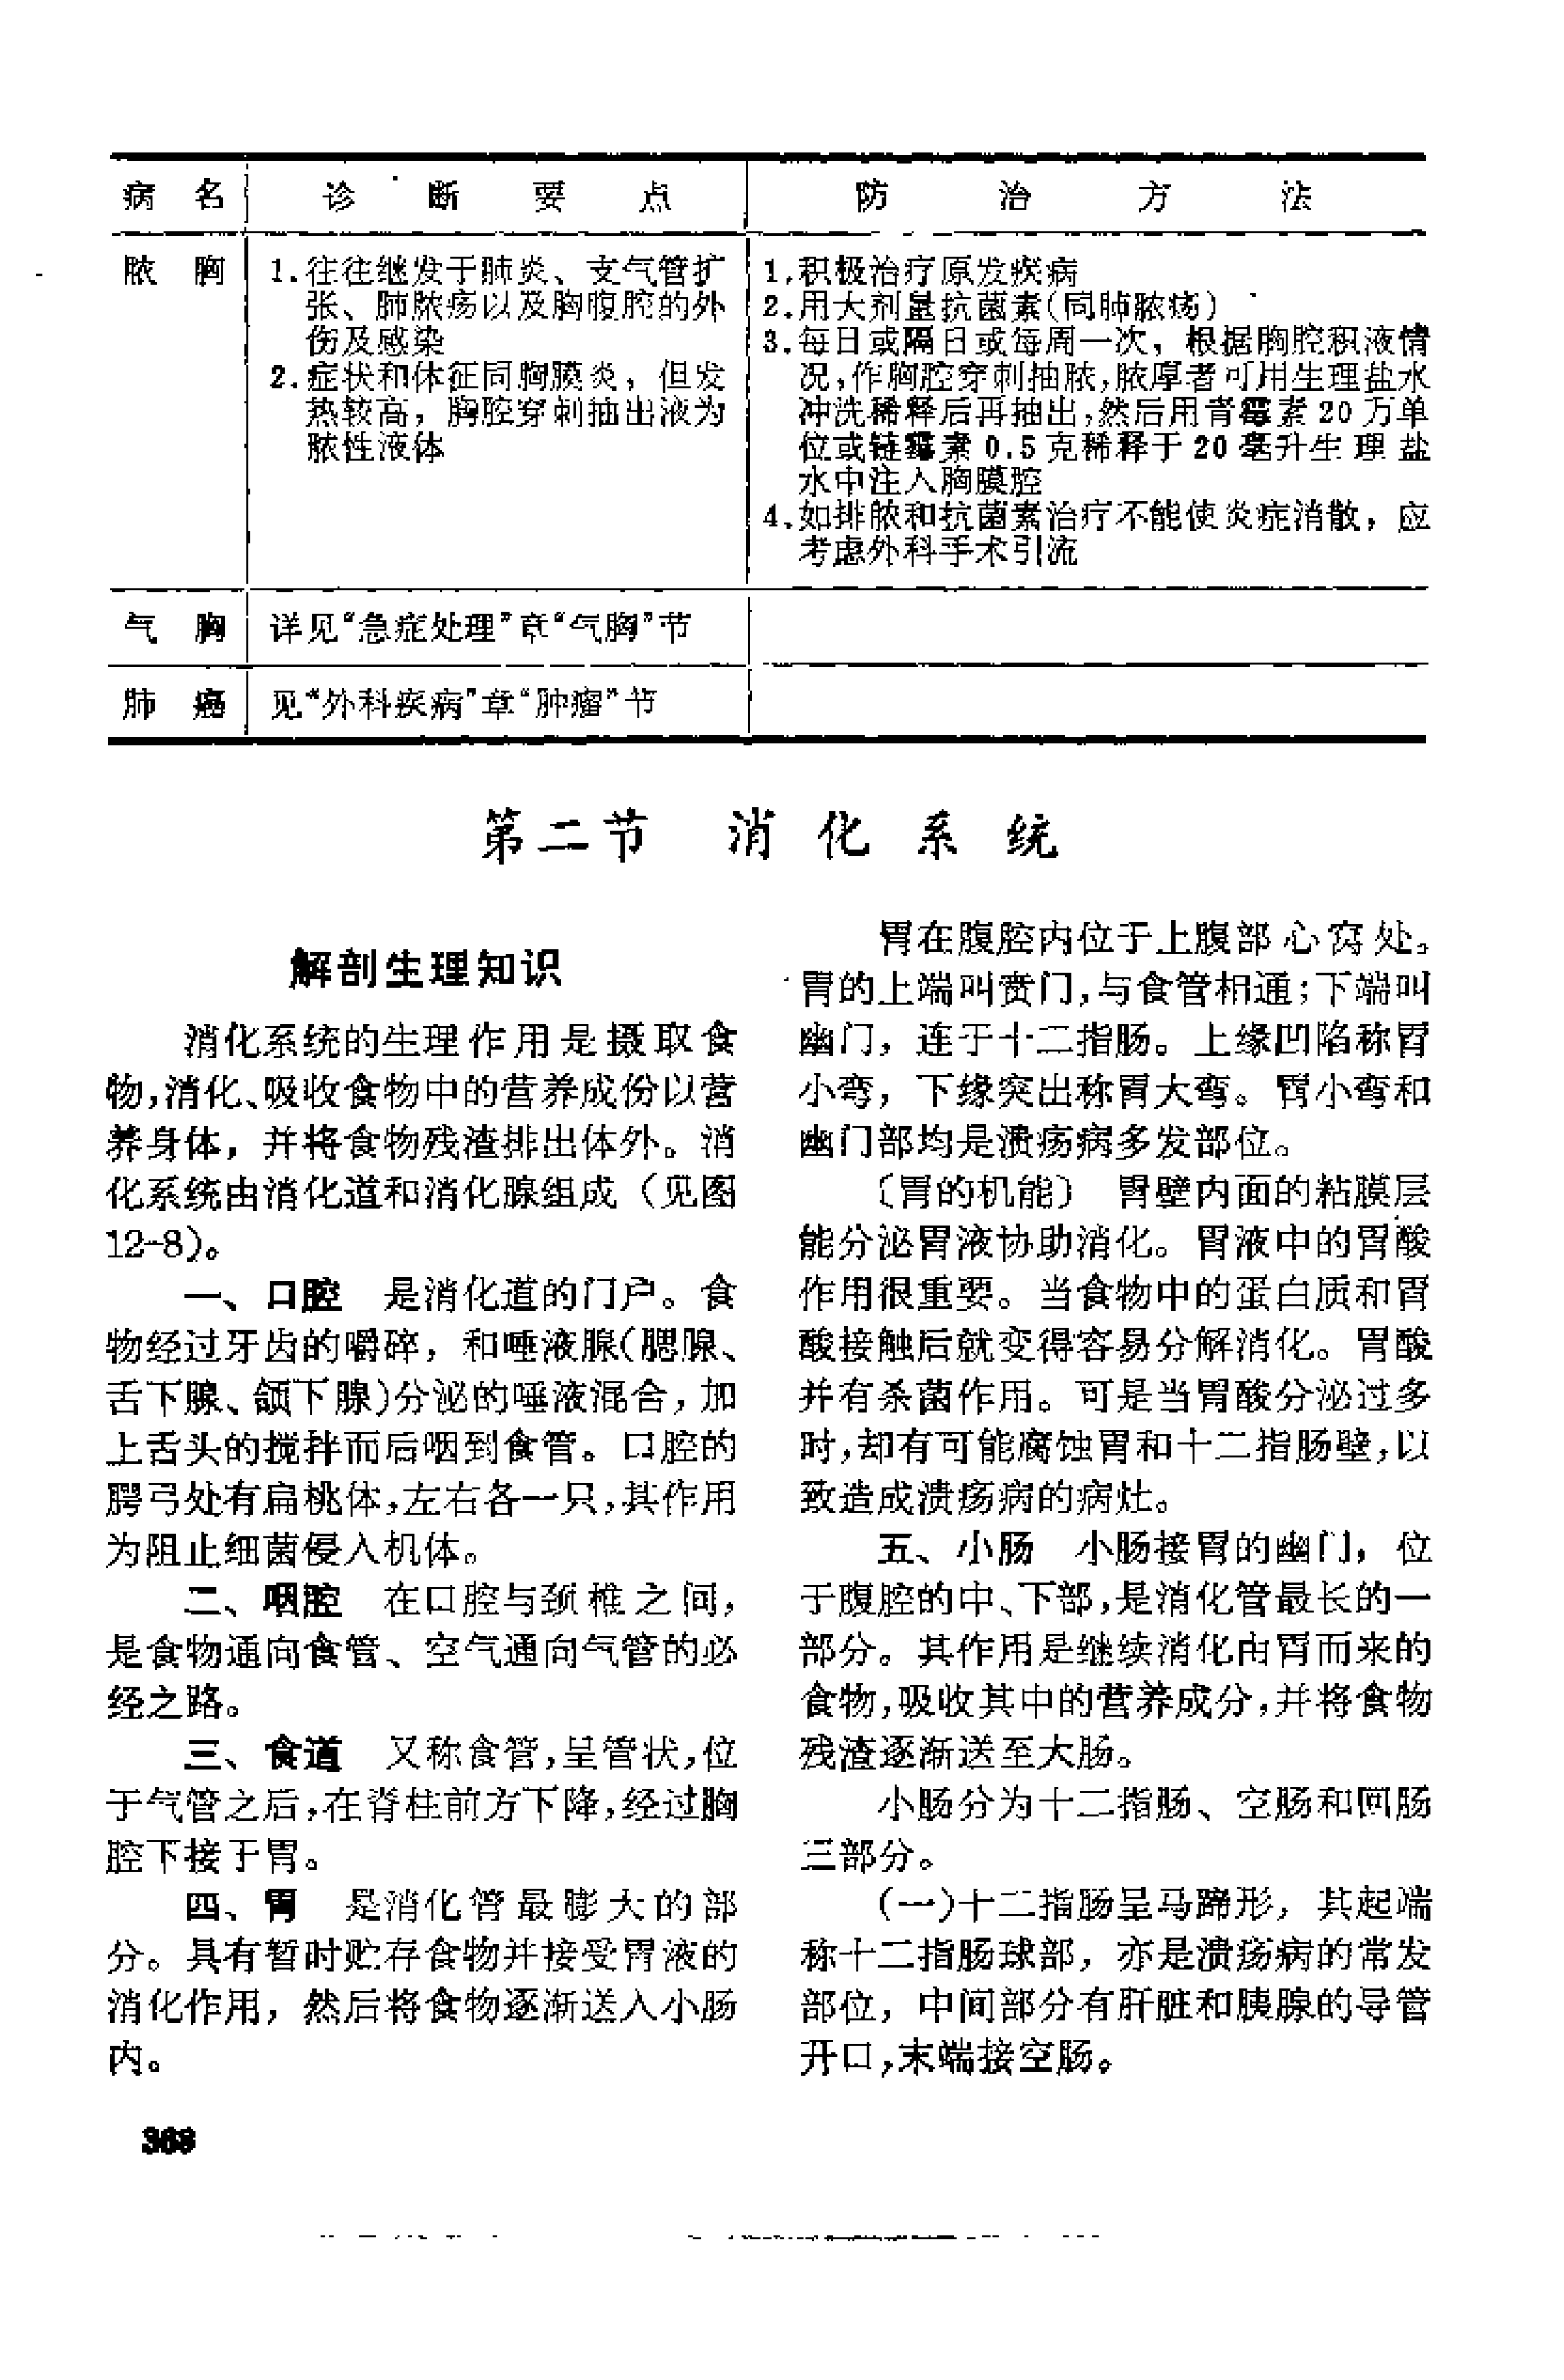 病　名　诊　断　要　点　防　治　方　法
脓　胸
1.往往继发于肺炎、支气管扩
张、肺脓疡以及胸腹腔的外
伤及感染
2.症状和体征同胸膜炎，但发
热较高，胸腔穿刺抽出液为
脓性液体
1.积极治疗原发疾病
2.用大剂量抗菌素(同肺脓疡)
3.每日或隔日或每周一次，根据胸腔积液情
况,作胸腔穿刺抽脓,脓厚者可用生理盐水
冲洗稀释后再抽出,然后用青霉素20万单
位或链霉素0.5克稀释于20毫升生理盐
水中注入胸膜腔
4.如排脓和抗菌素治疗不能使炎症消散，应
考虑外科手术引流
气　胸　详见“急症处理”章“气胸”节
肺　癌　见“外科疾病”章“肿瘤”节
第二节　消化系统
解剖生理知识
消化系统的生理作用是摄取食
物,消化、吸收食物中的营养成份以营
养身体，并将食物残渣排出体外。消
化系统由消化道和消化腺组成（见图
12-8)。
一、口腔　是消化道的门户。食
物经过牙齿的嚼碎，和唾液腺(腮腺、
舌下腺、颌下腺)分泌的唾液混合，加
上舌头的搅拌而后咽到食管。口腔的
腭弓处有扁桃体,左右各一只,其作用
为阻止细菌侵入机体。
二、咽腔　在口腔与颈椎之间，
是食物通向食管、空气通向气管的必
经之路。
三、食道　又称食管,呈管状,位
于气管之后,在脊柱前方下降,经过胸
腔下接于胃。
四、胃　是消化管最膨大的部
分。具有暂时贮存食物并接受胃液的
消化作用，然后将食物逐渐送入小肠
内。
胃在腹腔内位于上腹部心窝处。
胃的上端叫贲门,与食管相通;下端叫
幽门，连于十二指肠。上缘凹陷称胃
小弯，下缘突出称胃大弯。胃小弯和
幽门部均是溃疡病多发部位。
〔胃的机能〕　胃壁内面的粘膜层
能分泌胃液协助消化。胃液中的胃酸
作用很重要。当食物中的蛋白质和胃
酸接触后就变得容易分解消化。胃酸
并有杀菌作用。可是当胃酸分泌过多
时,却有可能腐蚀胃和十二指肠壁,以
致造成溃疡病的病灶。
五、小肠　小肠接胃的幽门，位
于腹腔的中、下部,是消化管最长的一
部分。其作用是继续消化由胃而来的
食物,吸收其中的营养成分,并将食物
残渣逐渐送至大肠。
小肠分为十二指肠、空肠和回肠
三部分。
(一)十二指肠呈马蹄形，其起端
称十二指肠球部，亦是溃疡病的常发
部位，中间部分有肝脏和胰腺的导管
开口,末端接空肠。
368